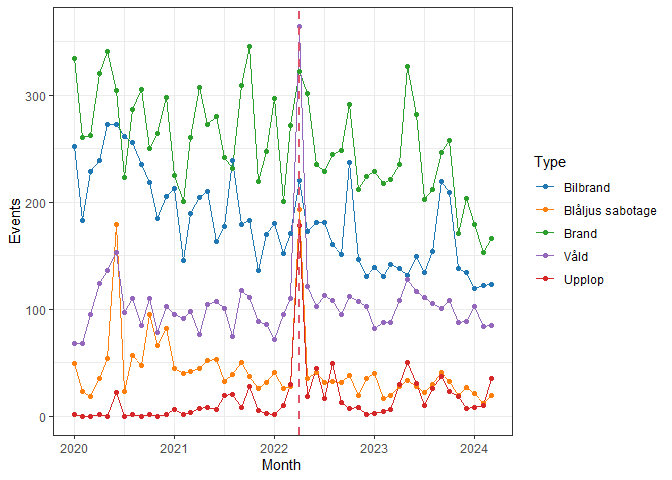 300
200
100
0
Events
2020
2021
2022
2023
2024
Month
Type
Bilbrand
Blåljus sabotage
Brand
Våld
Upplop